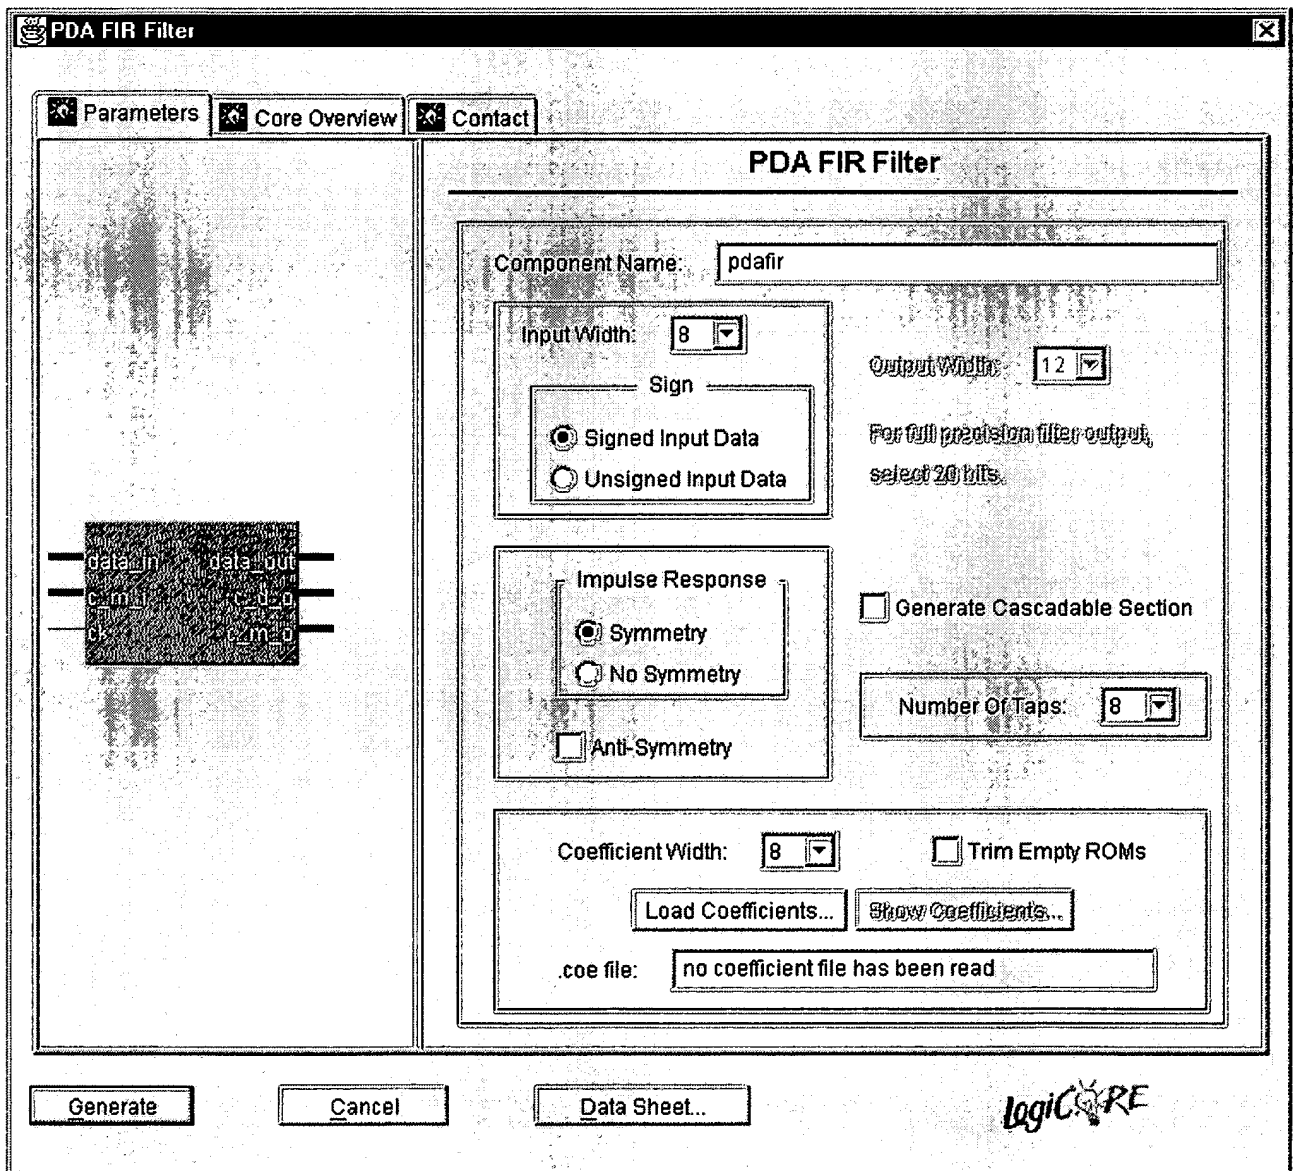 PDA FIR Filter
Parameters
Core Overview
Contact
PDA FIR Filter
Component Name: pdafir
Input Width: 8
Output Width: 12
Sign
Signed Input Data
Unsigned Input Data
For full precision filter output,
select 20 bits.
data_in data_out
c_m_i c_d_o
ck c_m_o
Impulse Response
Symmetry
No Symmetry
Anti-Symmetry
Generate Cascadable Section
Number Of Taps: 8
Coefficient Width: 8
Trim Empty ROMs
Load Coefficients...
Show Coefficients...
.coe file: no coefficient file has been read
Generate
Cancel
Data Sheet...
LogiCORE